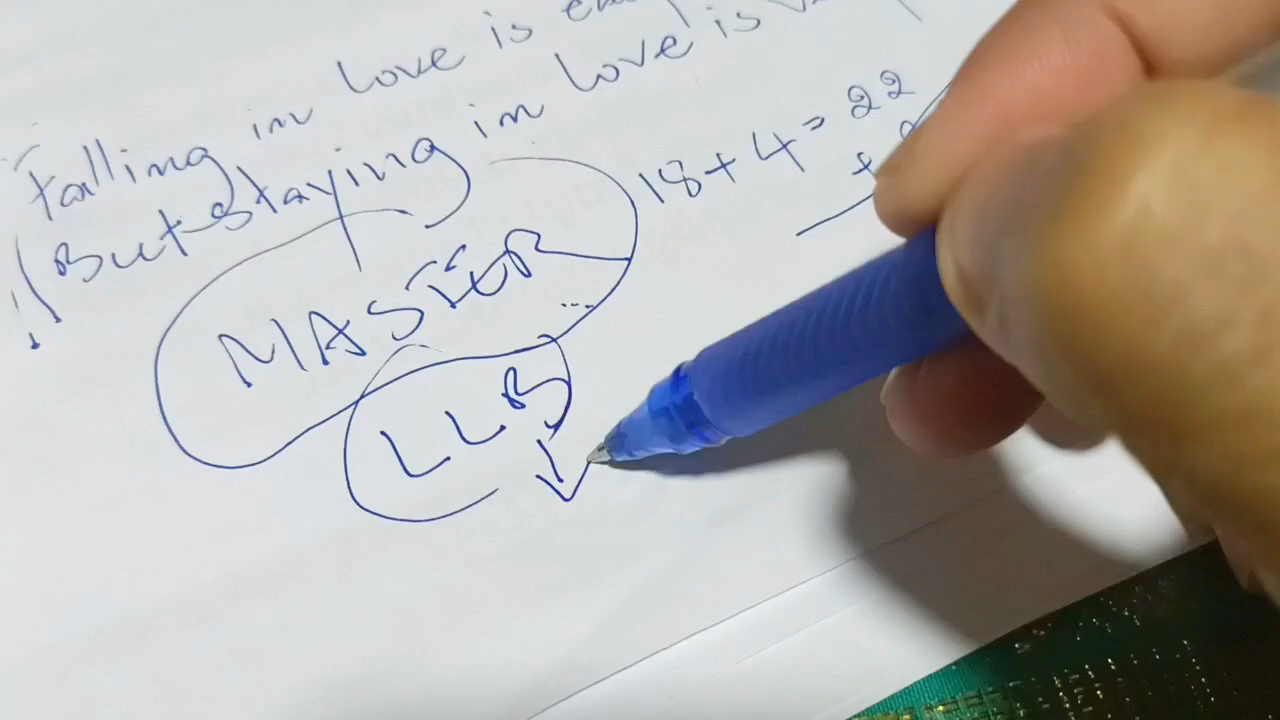 Falling in love is
But staying in love is
18 + 4 = 22
+
MASTER
...
LLB